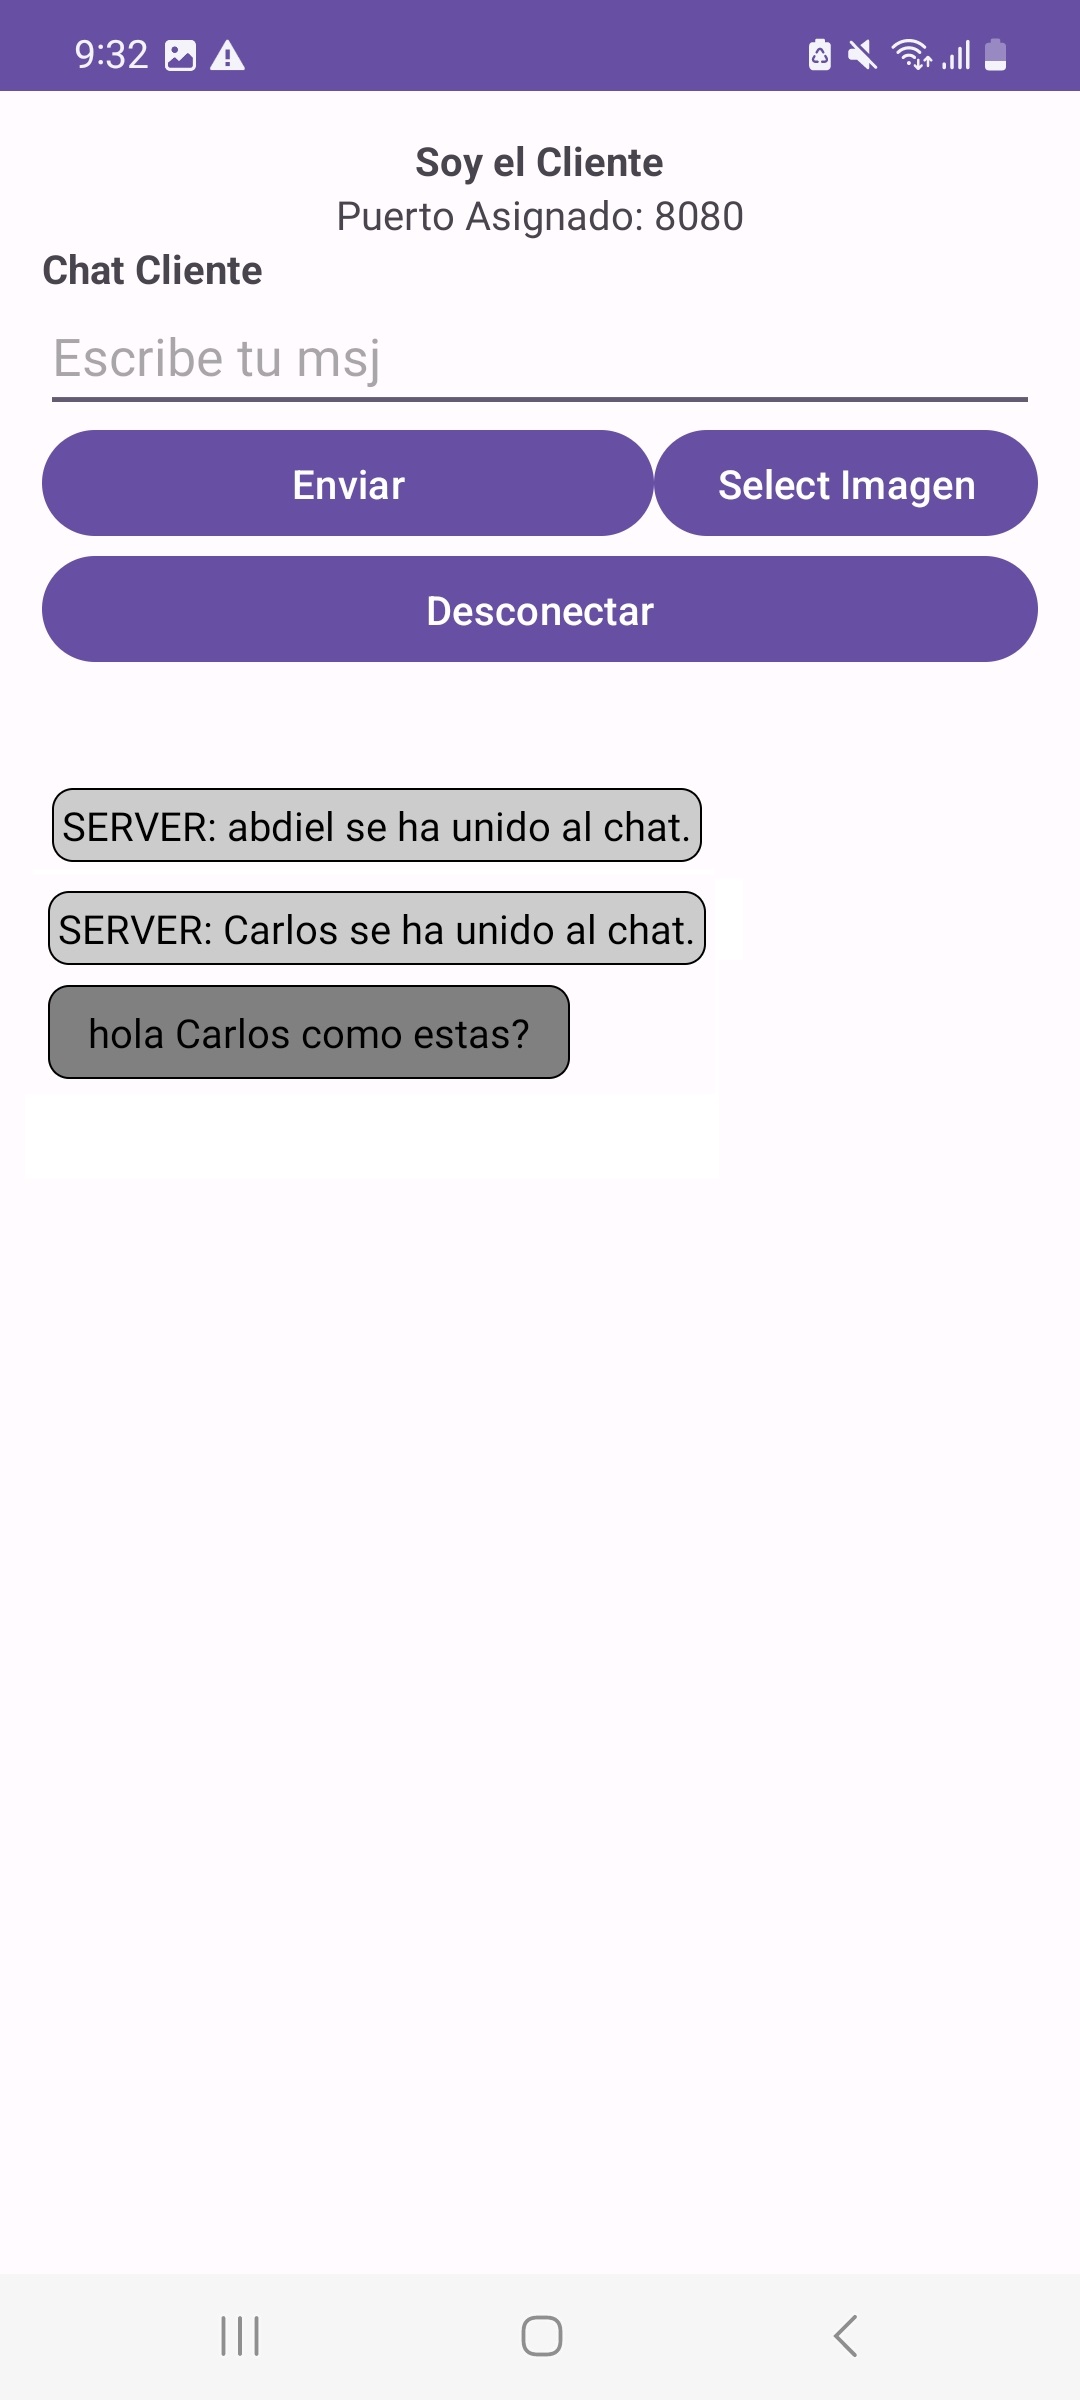 9:32
Soy el Cliente
Puerto Asignado: 8080
Chat Cliente
Escribe tu msj
Enviar
Select Imagen
Desconectar
SERVER: abdiel se ha unido al chat.
SERVER: Carlos se ha unido al chat.
hola Carlos como estas?